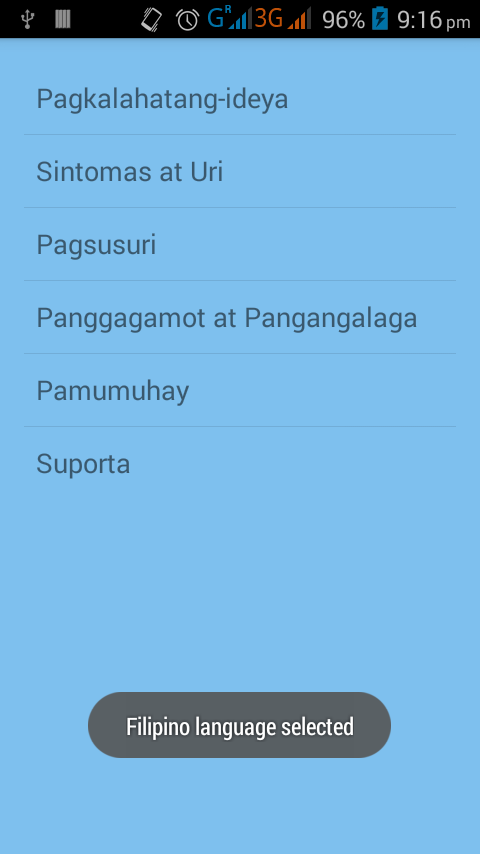 GR 3G 96% 9:16 pm
Pagkalahatang-ideya
Sintomas at Uri
Pagsusuri
Panggagamot at Pangangalaga
Pamumuhay
Suporta
Filipino language selected